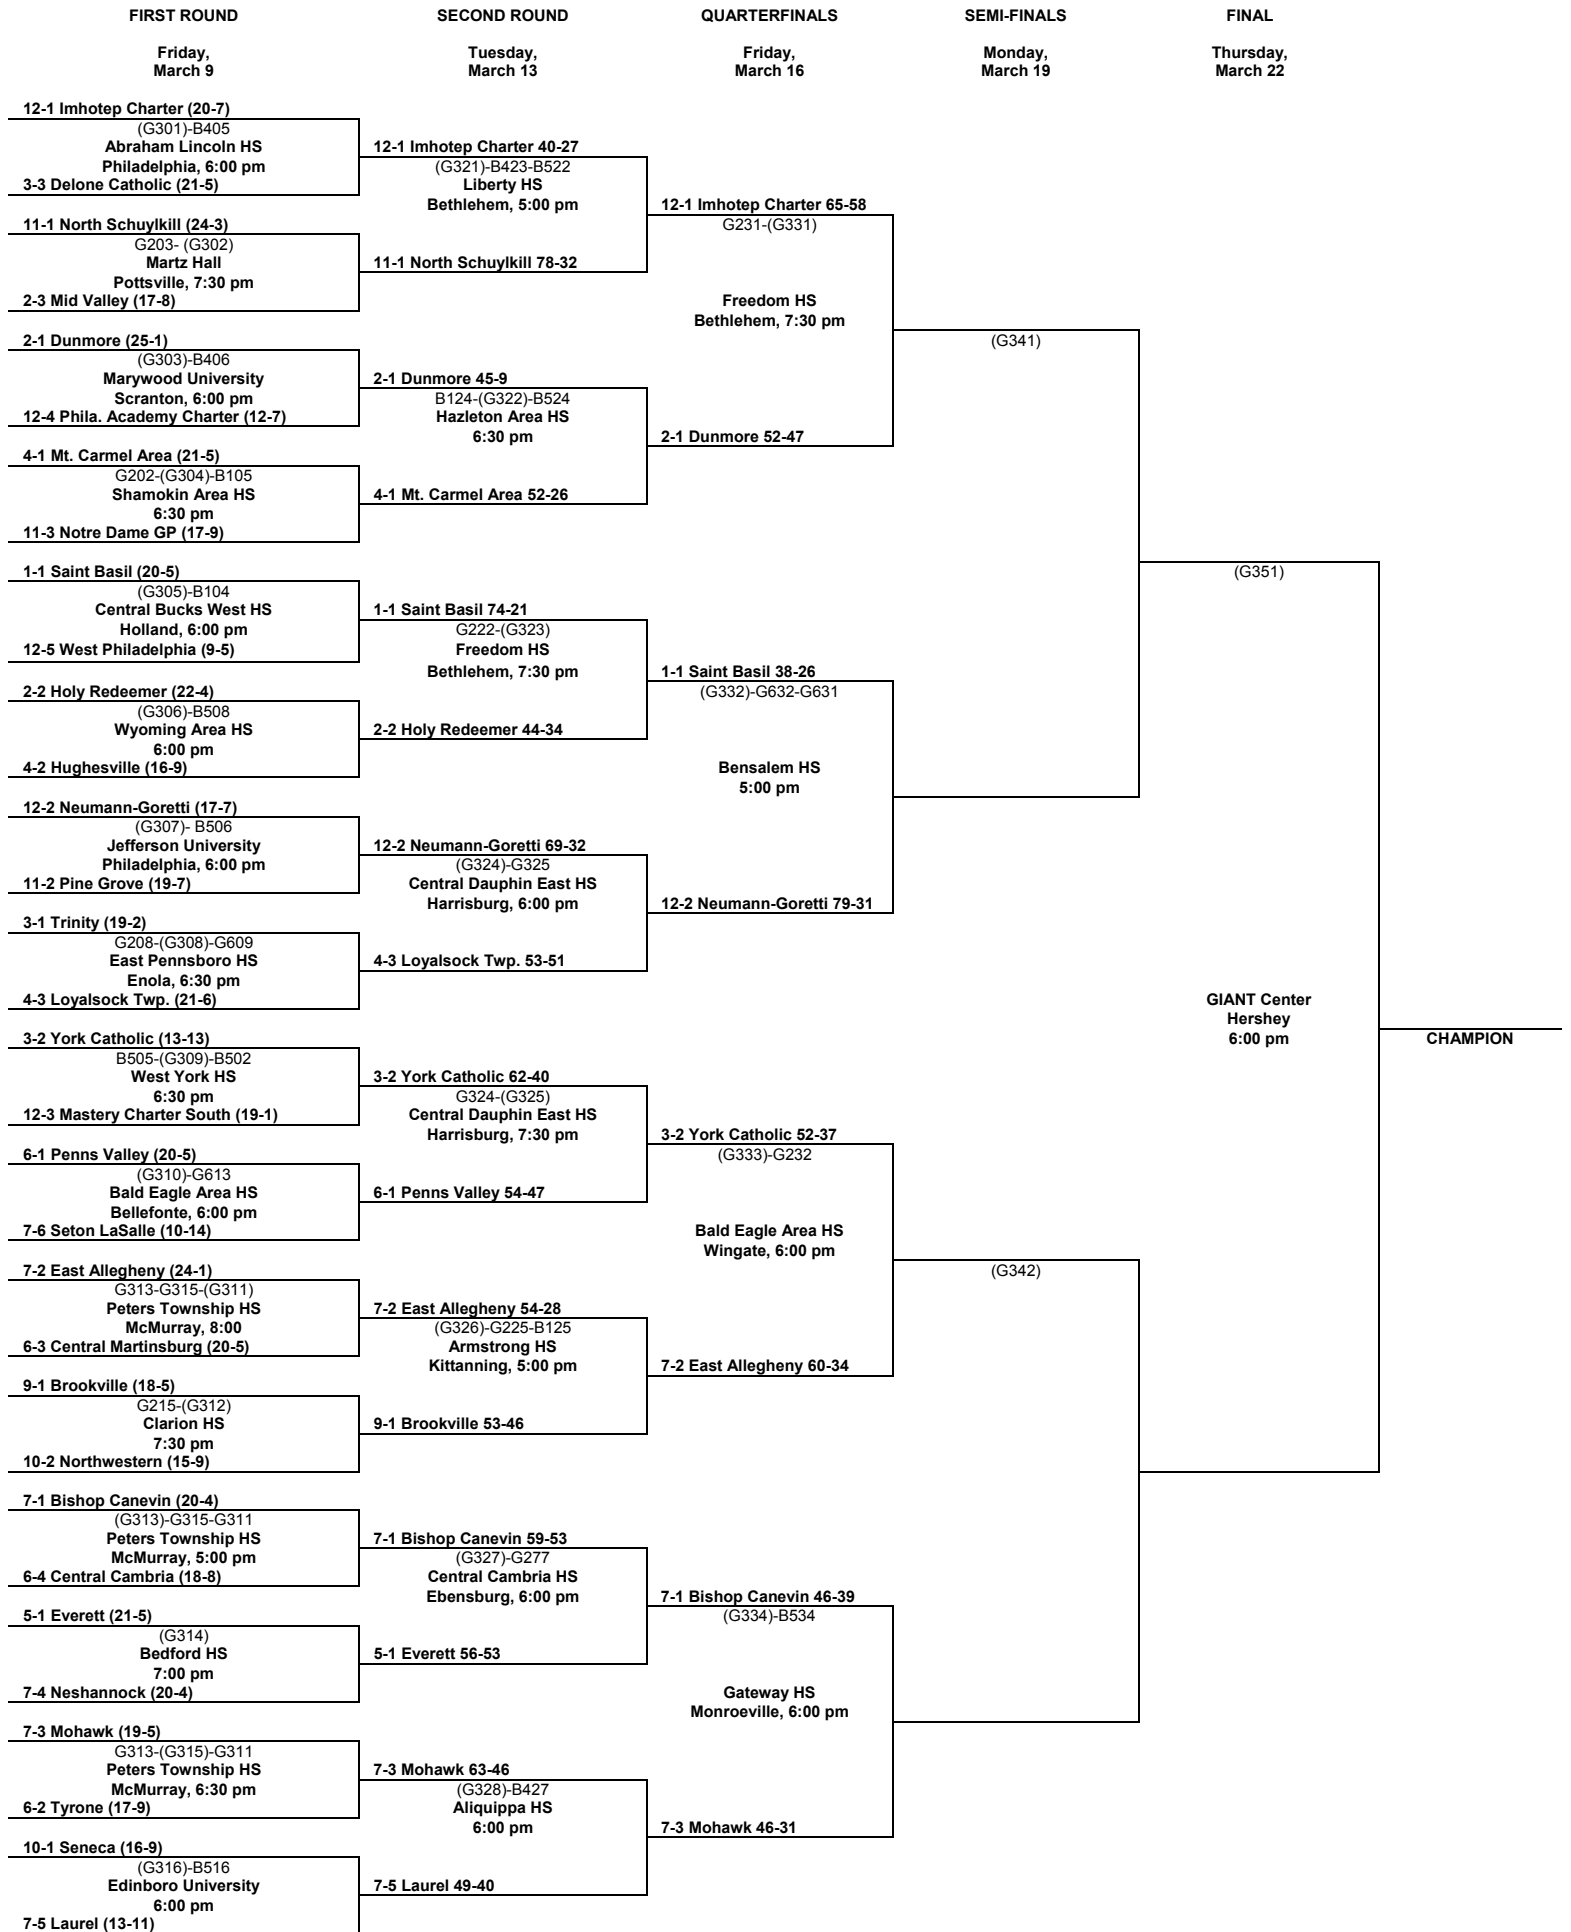 FIRST ROUND
Friday,
March 9
12-1 Imhotep Charter (20-7)
(G301)-B405
Abraham Lincoln HS
Philadelphia, 6:00 pm
3-3 Delone Catholic (21-5)
11-1 North Schuylkill (24-3)
G203- (G302)
Martz Hall
Pottsville, 7:30 pm
2-3 Mid Valley (17-8)
2-1 Dunmore (25-1)
(G303)-B406
Marywood University
Scranton, 6:00 pm
12-4 Phila. Academy Charter (12-7)
4-1 Mt. Carmel Area (21-5)
G202-(G304)-B105
Shamokin Area HS
6:30 pm
11-3 Notre Dame GP (17-9)
1-1 Saint Basil (20-5)
(G305)-B104
Central Bucks West HS
Holland, 6:00 pm
12-5 West Philadelphia (9-5)
2-2 Holy Redeemer (22-4)
(G306)-B508
Wyoming Area HS
6:00 pm
4-2 Hughesville (16-9)
12-2 Neumann-Goretti (17-7)
(G307)- B506
Jefferson University
Philadelphia, 6:00 pm
11-2 Pine Grove (19-7)
3-1 Trinity (19-2)
G208-(G308)-G609
East Pennsboro HS
Enola, 6:30 pm
4-3 Loyalsock Twp. (21-6)
3-2 York Catholic (13-13)
B505-(G309)-B502
West York HS
6:30 pm
12-3 Mastery Charter South (19-1)
6-1 Penns Valley (20-5)
(G310)-G613
Bald Eagle Area HS
Bellefonte, 6:00 pm
7-6 Seton LaSalle (10-14)
7-2 East Allegheny (24-1)
G313-G315-(G311)
Peters Township HS
McMurray, 8:00
6-3 Central Martinsburg (20-5)
9-1 Brookville (18-5)
G215-(G312)
Clarion HS
7:30 pm
10-2 Northwestern (15-9)
7-1 Bishop Canevin (20-4)
(G313)-G315-G311
Peters Township HS
McMurray, 5:00 pm
6-4 Central Cambria (18-8)
5-1 Everett (21-5)
(G314)
Bedford HS
7:00 pm
7-4 Neshannock (20-4)
7-3 Mohawk (19-5)
G313-(G315)-G311
Peters Township HS
McMurray, 6:30 pm
6-2 Tyrone (17-9)
10-1 Seneca (16-9)
(G316)-B516
Edinboro University
6:00 pm
7-5 Laurel (13-11)
SECOND ROUND
Tuesday,
March 13
12-1 Imhotep Charter 40-27
(G321)-B423-B522
Liberty HS
Bethlehem, 5:00 pm
11-1 North Schuylkill 78-32
2-1 Dunmore 45-9
B124-(G322)-B524
Hazleton Area HS
6:30 pm
4-1 Mt. Carmel Area 52-26
1-1 Saint Basil 74-21
G222-(G323)
Freedom HS
Bethlehem, 7:30 pm
2-2 Holy Redeemer 44-34
12-2 Neumann-Goretti 69-32
(G324)-G325
Central Dauphin East HS
Harrisburg, 6:00 pm
4-3 Loyalsock Twp. 53-51
3-2 York Catholic 62-40
G324-(G325)
Central Dauphin East HS
Harrisburg, 7:30 pm
6-1 Penns Valley 54-47
7-2 East Allegheny 54-28
(G326)-G225-B125
Armstrong HS
Kittanning, 5:00 pm
9-1 Brookville 53-46
7-1 Bishop Canevin 59-53
(G327)-G277
Central Cambria HS
Ebensburg, 6:00 pm
5-1 Everett 56-53
7-3 Mohawk 63-46
(G328)-B427
Aliquippa HS
6:00 pm
7-5 Laurel 49-40
QUARTERFINALS
Friday,
March 16
12-1 Imhotep Charter 65-58
G231-(G331)
Freedom HS
Bethlehem, 7:30 pm
2-1 Dunmore 52-47
1-1 Saint Basil 38-26
(G332)-G632-G631
Bensalem HS
5:00 pm
12-2 Neumann-Goretti 79-31
3-2 York Catholic 52-37
(G333)-G232
Bald Eagle Area HS
Wingate, 6:00 pm
7-2 East Allegheny 60-34
7-1 Bishop Canevin 46-39
(G334)-B534
Gateway HS
Monroeville, 6:00 pm
7-3 Mohawk 46-31
SEMI-FINALS
Monday,
March 19
(G341)
(G342)
FINAL
Thursday,
March 22
(G351)
GIANT Center
Hershey
6:00 pm
CHAMPION